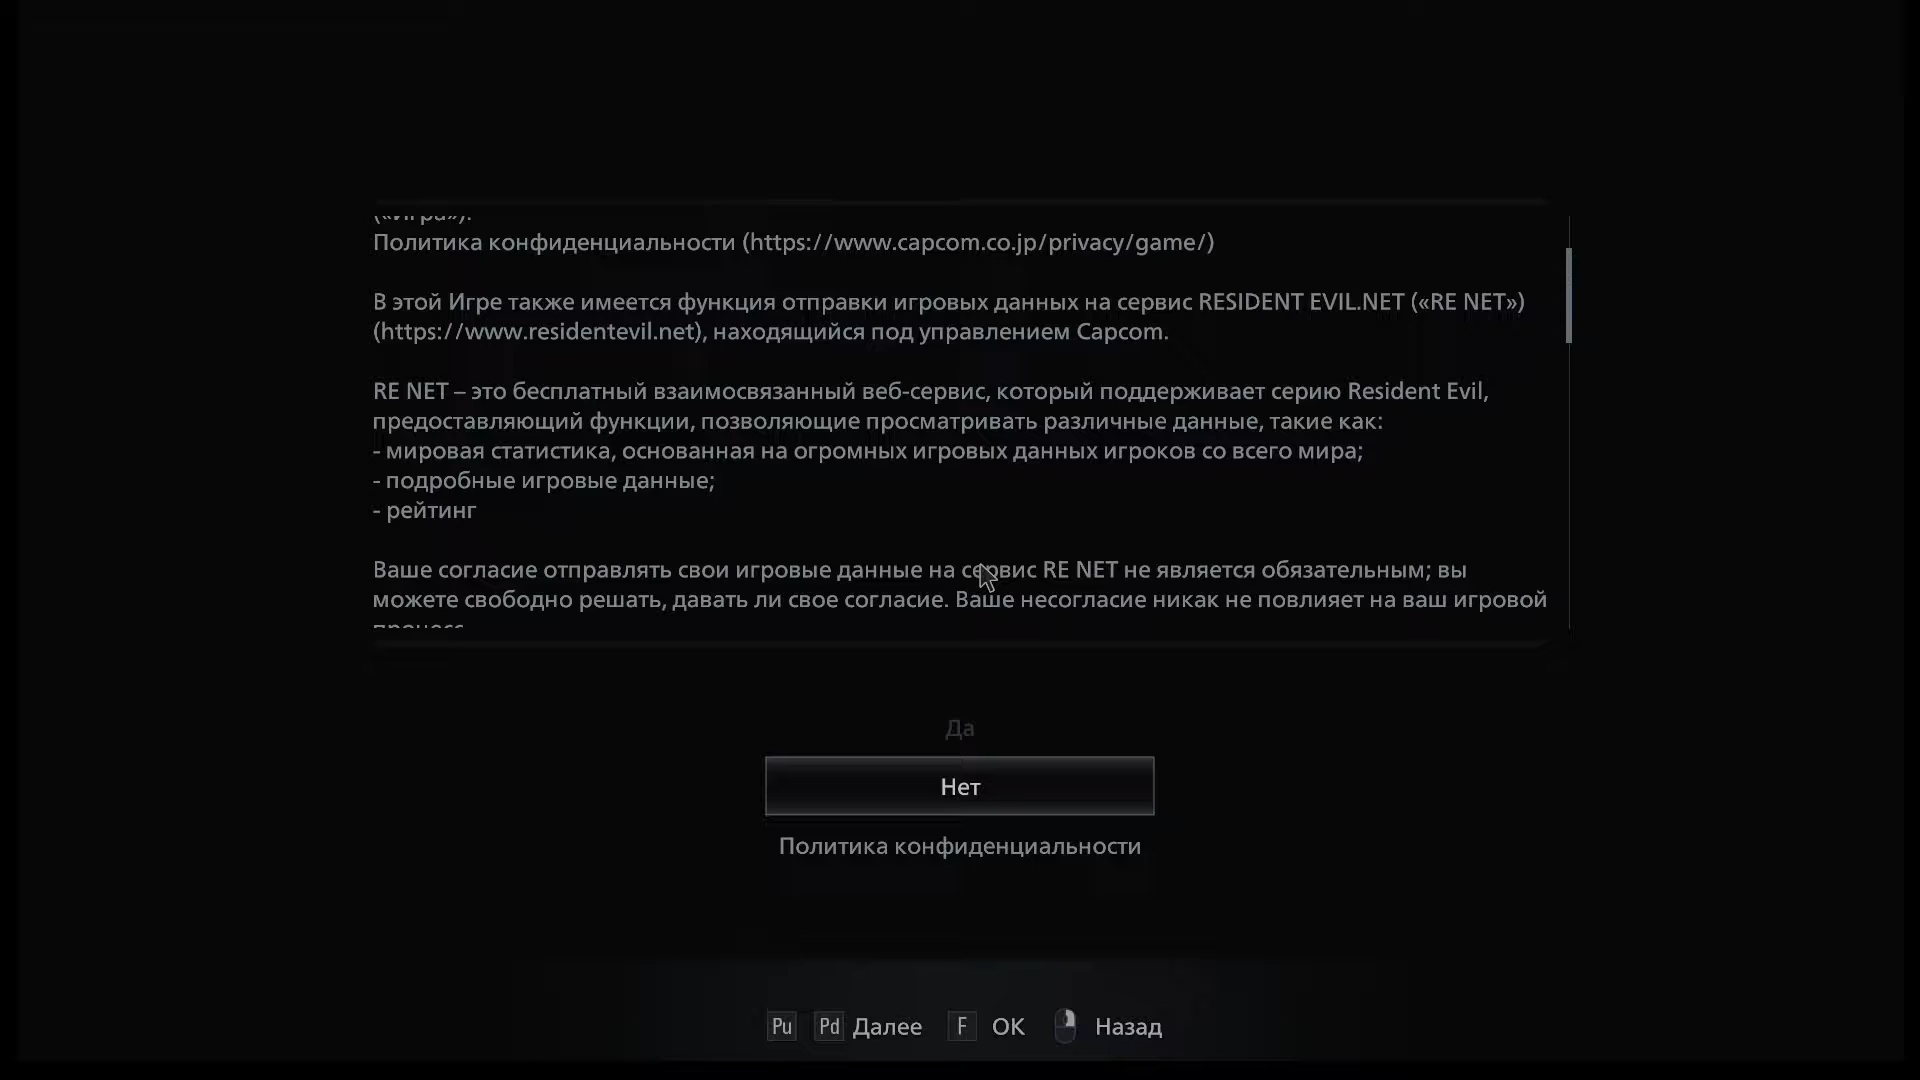 («Игра»).
Политика конфиденциальности (https://www.capcom.co.jp/privacy/game/)
В этой Игре также имеется функция отправки игровых данных на сервис RESIDENT EVIL.NET («RE NET»)
(https://www.residentevil.net), находящийся под управлением Capcom.
RE NET – это бесплатный взаимосвязанный веб-сервис, который поддерживает серию Resident Evil,
предоставляющий функции, позволяющие просматривать различные данные, такие как:
- мировая статистика, основанная на огромных игровых данных игроков со всего мира;
- подробные игровые данные;
- рейтинг
Ваше согласие отправлять свои игровые данные на сервис RE NET не является обязательным; вы
можете свободно решать, давать ли свое согласие. Ваше несогласие никак не повлияет на ваш игровой
процесс.
Да
Нет
Политика конфиденциальности
Pu Pd Далее F OK Назад